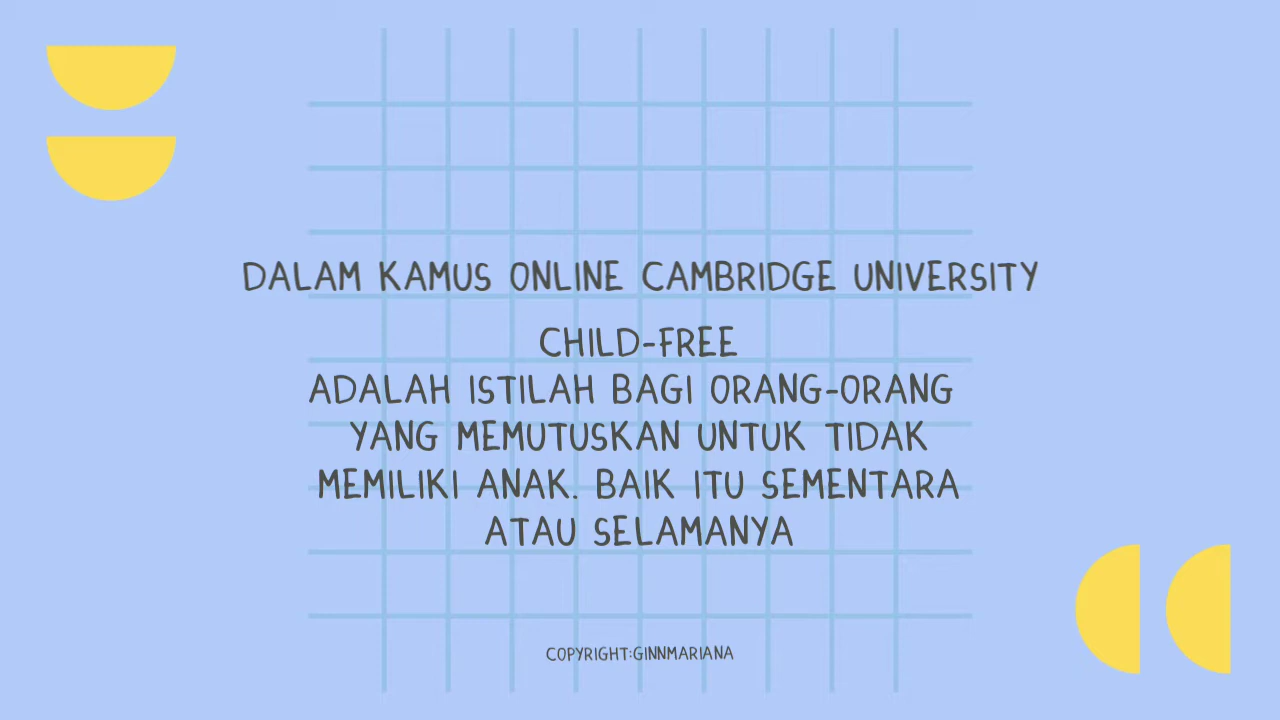 DALAM KAMUS ONLINE CAMBRIDGE UNIVERSITY
CHILD-FREE
ADALAH ISTILAH BAGI ORANG-ORANG
YANG MEMUTUSKAN UNTUK TIDAK
MEMILIKI ANAK. BAIK ITU SEMENTARA
ATAU SELAMANYA
COPYRIGHT:GINNMARIANA